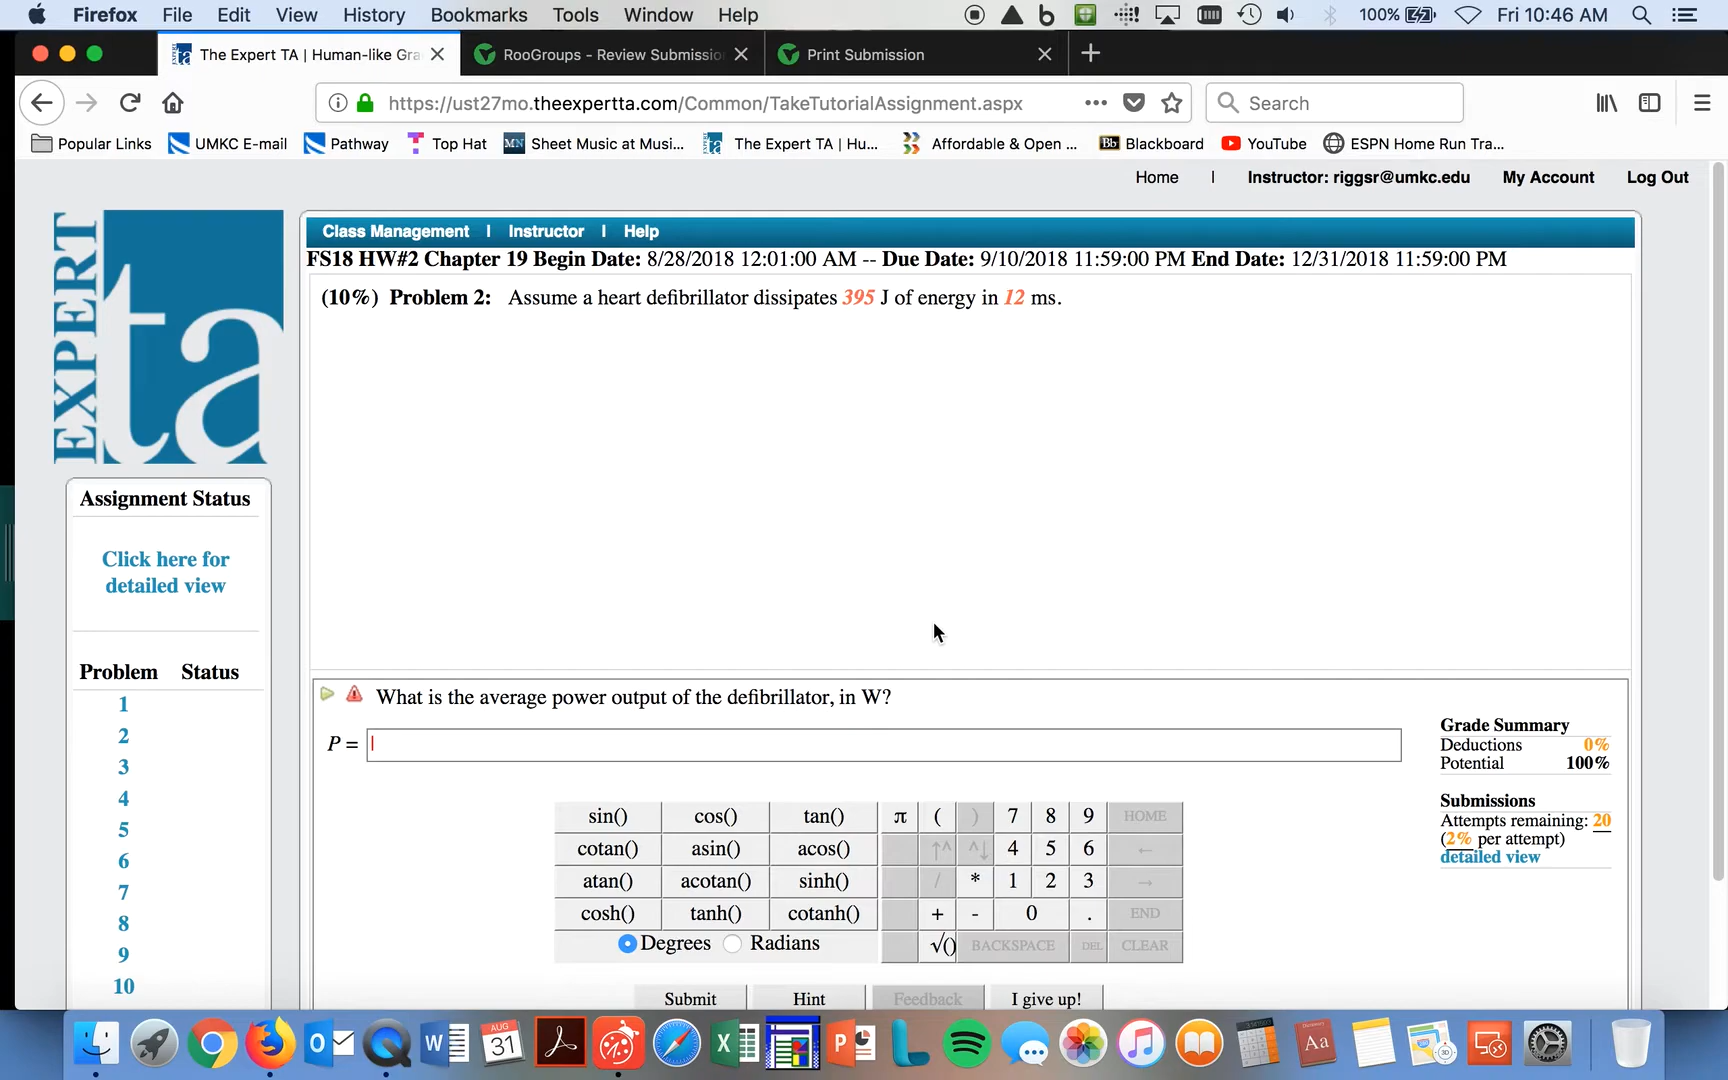 Firefox File Edit View History Bookmarks Tools Window Help 100% Fri 10:46 AM
The Expert TA | Human-like Gra RooGroups - Review Submissio Print Submission
https://ust27mo.theexpertta.com/Common/TakeTutorialAssignment.aspx Search
Popular Links UMKC E-mail Pathway Top Hat MN Sheet Music at Musi... The Expert TA | Hu... Affordable & Open ... Bb Blackboard YouTube ESPN Home Run Tra...
Home | Instructor: riggsr@umkc.edu My Account Log Out
EXPERT ta
Class Management | Instructor | Help
FS18 HW#2 Chapter 19 Begin Date: 8/28/2018 12:01:00 AM -- Due Date: 9/10/2018 11:59:00 PM End Date: 12/31/2018 11:59:00 PM
(10%) Problem 2: Assume a heart defibrillator dissipates 395 J of energy in 12 ms.
Assignment Status
Click here for
detailed view
Problem Status
1
2
3
4
5
6
7
8
9
10
What is the average power output of the defibrillator, in W?
P =
Grade Summary
Deductions 0%
Potential 100%
Submissions
Attempts remaining: 20
(2% per attempt)
detailed view
sin() cos() tan() π ( ) 7 8 9 HOME
cotan() asin() acos() ↑^ ^↓ 4 5 6 ←
atan() acotan() sinh() / * 1 2 3 →
cosh() tanh() cotanh() + - 0 . END
Degrees Radians √() BACKSPACE DEL CLEAR
Submit Hint Feedback I give up!
AUG
31
Aa